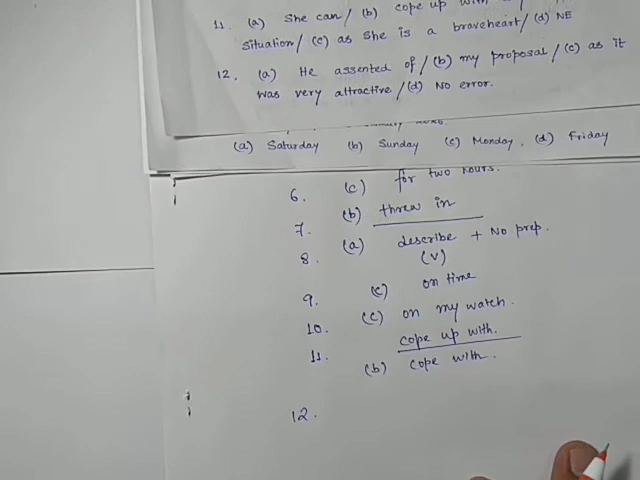 11. (a) She can/ (b) cope up with
situation/ (c) as she is a braveheart/ (d) NE
12. (a) He assented of/ (b) my proposal/ (c) as it
was very attractive/ (d) No error.
(a) Saturday (b) Sunday (c) Monday, (d) Friday
6. (c) for two hours.
7. (b) threw in
8. (a) describe + No prep.
(v)
9. (c) on time
10. (c) on my watch.
11. cope up with.
(b) cope with.
12.